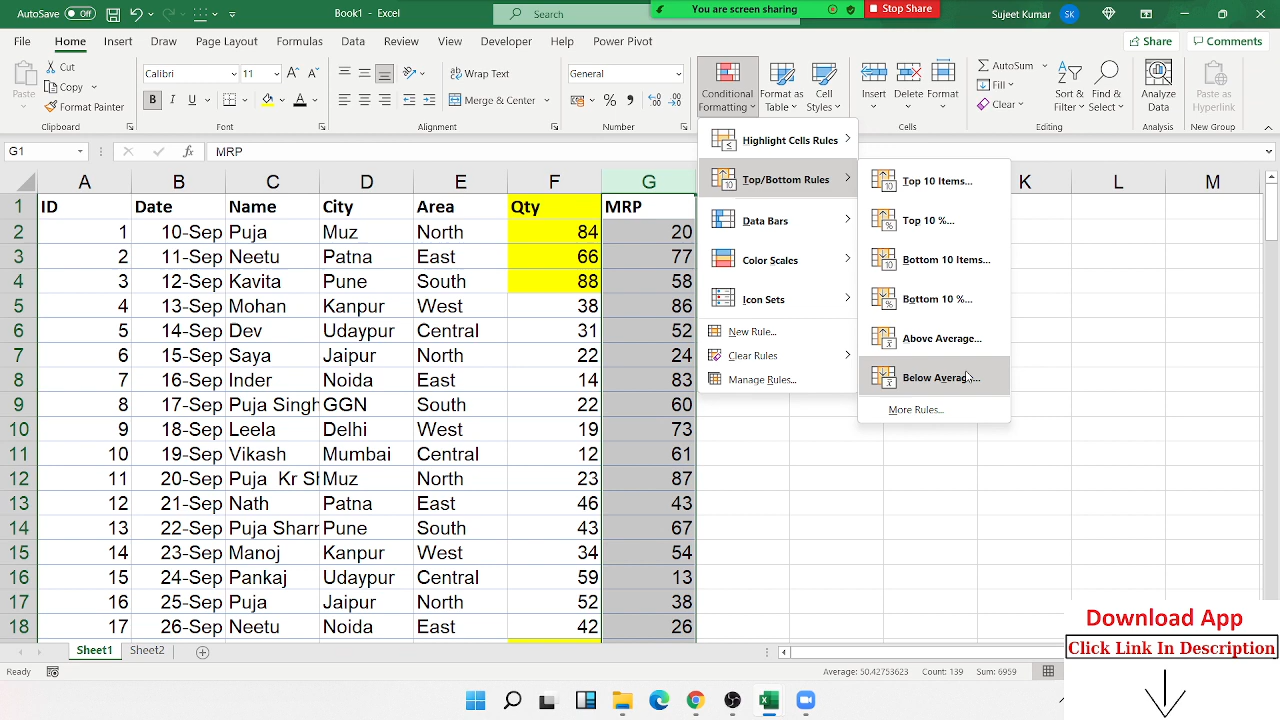 AutoSave Off Book1 - Excel Search You are screen sharing Stop Share Sujeet Kumar SK
File Home Insert Draw Page Layout Formulas Data Review View Developer Help Power Pivot Share Comments
Paste Cut Copy Format Painter Clipboard
Calibri 11 B I U A Font
Wrap Text Merge & Center Alignment
General % , Number
Conditional Formatting Format as Table Cell Styles
Insert Delete Format Cells
AutoSum Fill Clear Sort & Filter Find & Select Editing
Analyze Data Analysis
Paste as Hyperlink New Group
G1 fx MRP
Highlight Cells Rules
Top/Bottom Rules
Data Bars
Color Scales
Icon Sets
New Rule...
Clear Rules
Manage Rules...
Top 10 Items...
Top 10 %...
Bottom 10 Items...
Bottom 10 %...
Above Average...
Below Average...
More Rules...
A B C D E F G K L M
1 ID Date Name City Area Qty MRP
2 1 10-Sep Puja Muz North 84 20
3 2 11-Sep Neetu Patna East 66 77
4 3 12-Sep Kavita Pune South 88 58
5 4 13-Sep Mohan Kanpur West 38 86
6 5 14-Sep Dev Udaypur Central 31 52
7 6 15-Sep Saya Jaipur North 22 24
8 7 16-Sep Inder Noida East 14 83
9 8 17-Sep Puja Singh GGN South 22 60
10 9 18-Sep Leela Delhi West 19 73
11 10 19-Sep Vikash Mumbai Central 12 61
12 11 20-Sep Puja Kr Sh Muz North 23 87
13 12 21-Sep Nath Patna East 46 43
14 13 22-Sep Puja Sharr Pune South 43 67
15 14 23-Sep Manoj Kanpur West 34 54
16 15 24-Sep Pankaj Udaypur Central 59 13
17 16 25-Sep Puja Jaipur North 52 38
18 17 26-Sep Neetu Noida East 42 26
Sheet1 Sheet2
Ready Average: 50.42753623 Count: 139 Sum: 6959
Download App
Click Link In Description